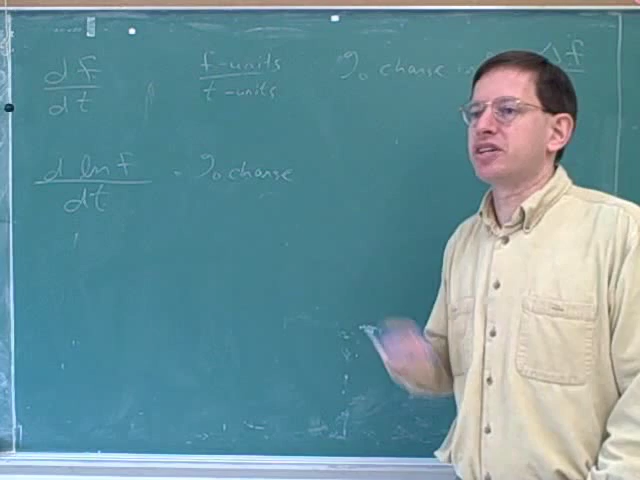 df/dt f-units/t-units % change in Δf
d ln f/dt = % change